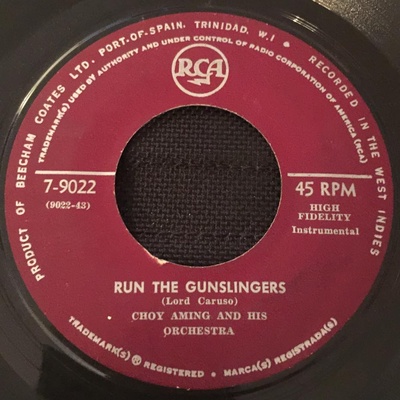 PRODUCT OF BEECHAM COATES LTD. PORT-OF-SPAIN, TRINIDAD, W.I • RECORDED IN THE WEST INDIES
TRADEMARK(s) USED BY AUTHORITY AND UNDER CONTROL OF RADIO CORPORATION OF AMERICA (RCA)
RCA
7-9022
(9022-43)
45 RPM
HIGH
FIDELITY
Instrumental
RUN THE GUNSLINGERS
(Lord Caruso)
CHOY AMING AND HIS
ORCHESTRA
TRADEMARK(S) ® REGISTERED • MARCA(S) REGISTRADA(S)